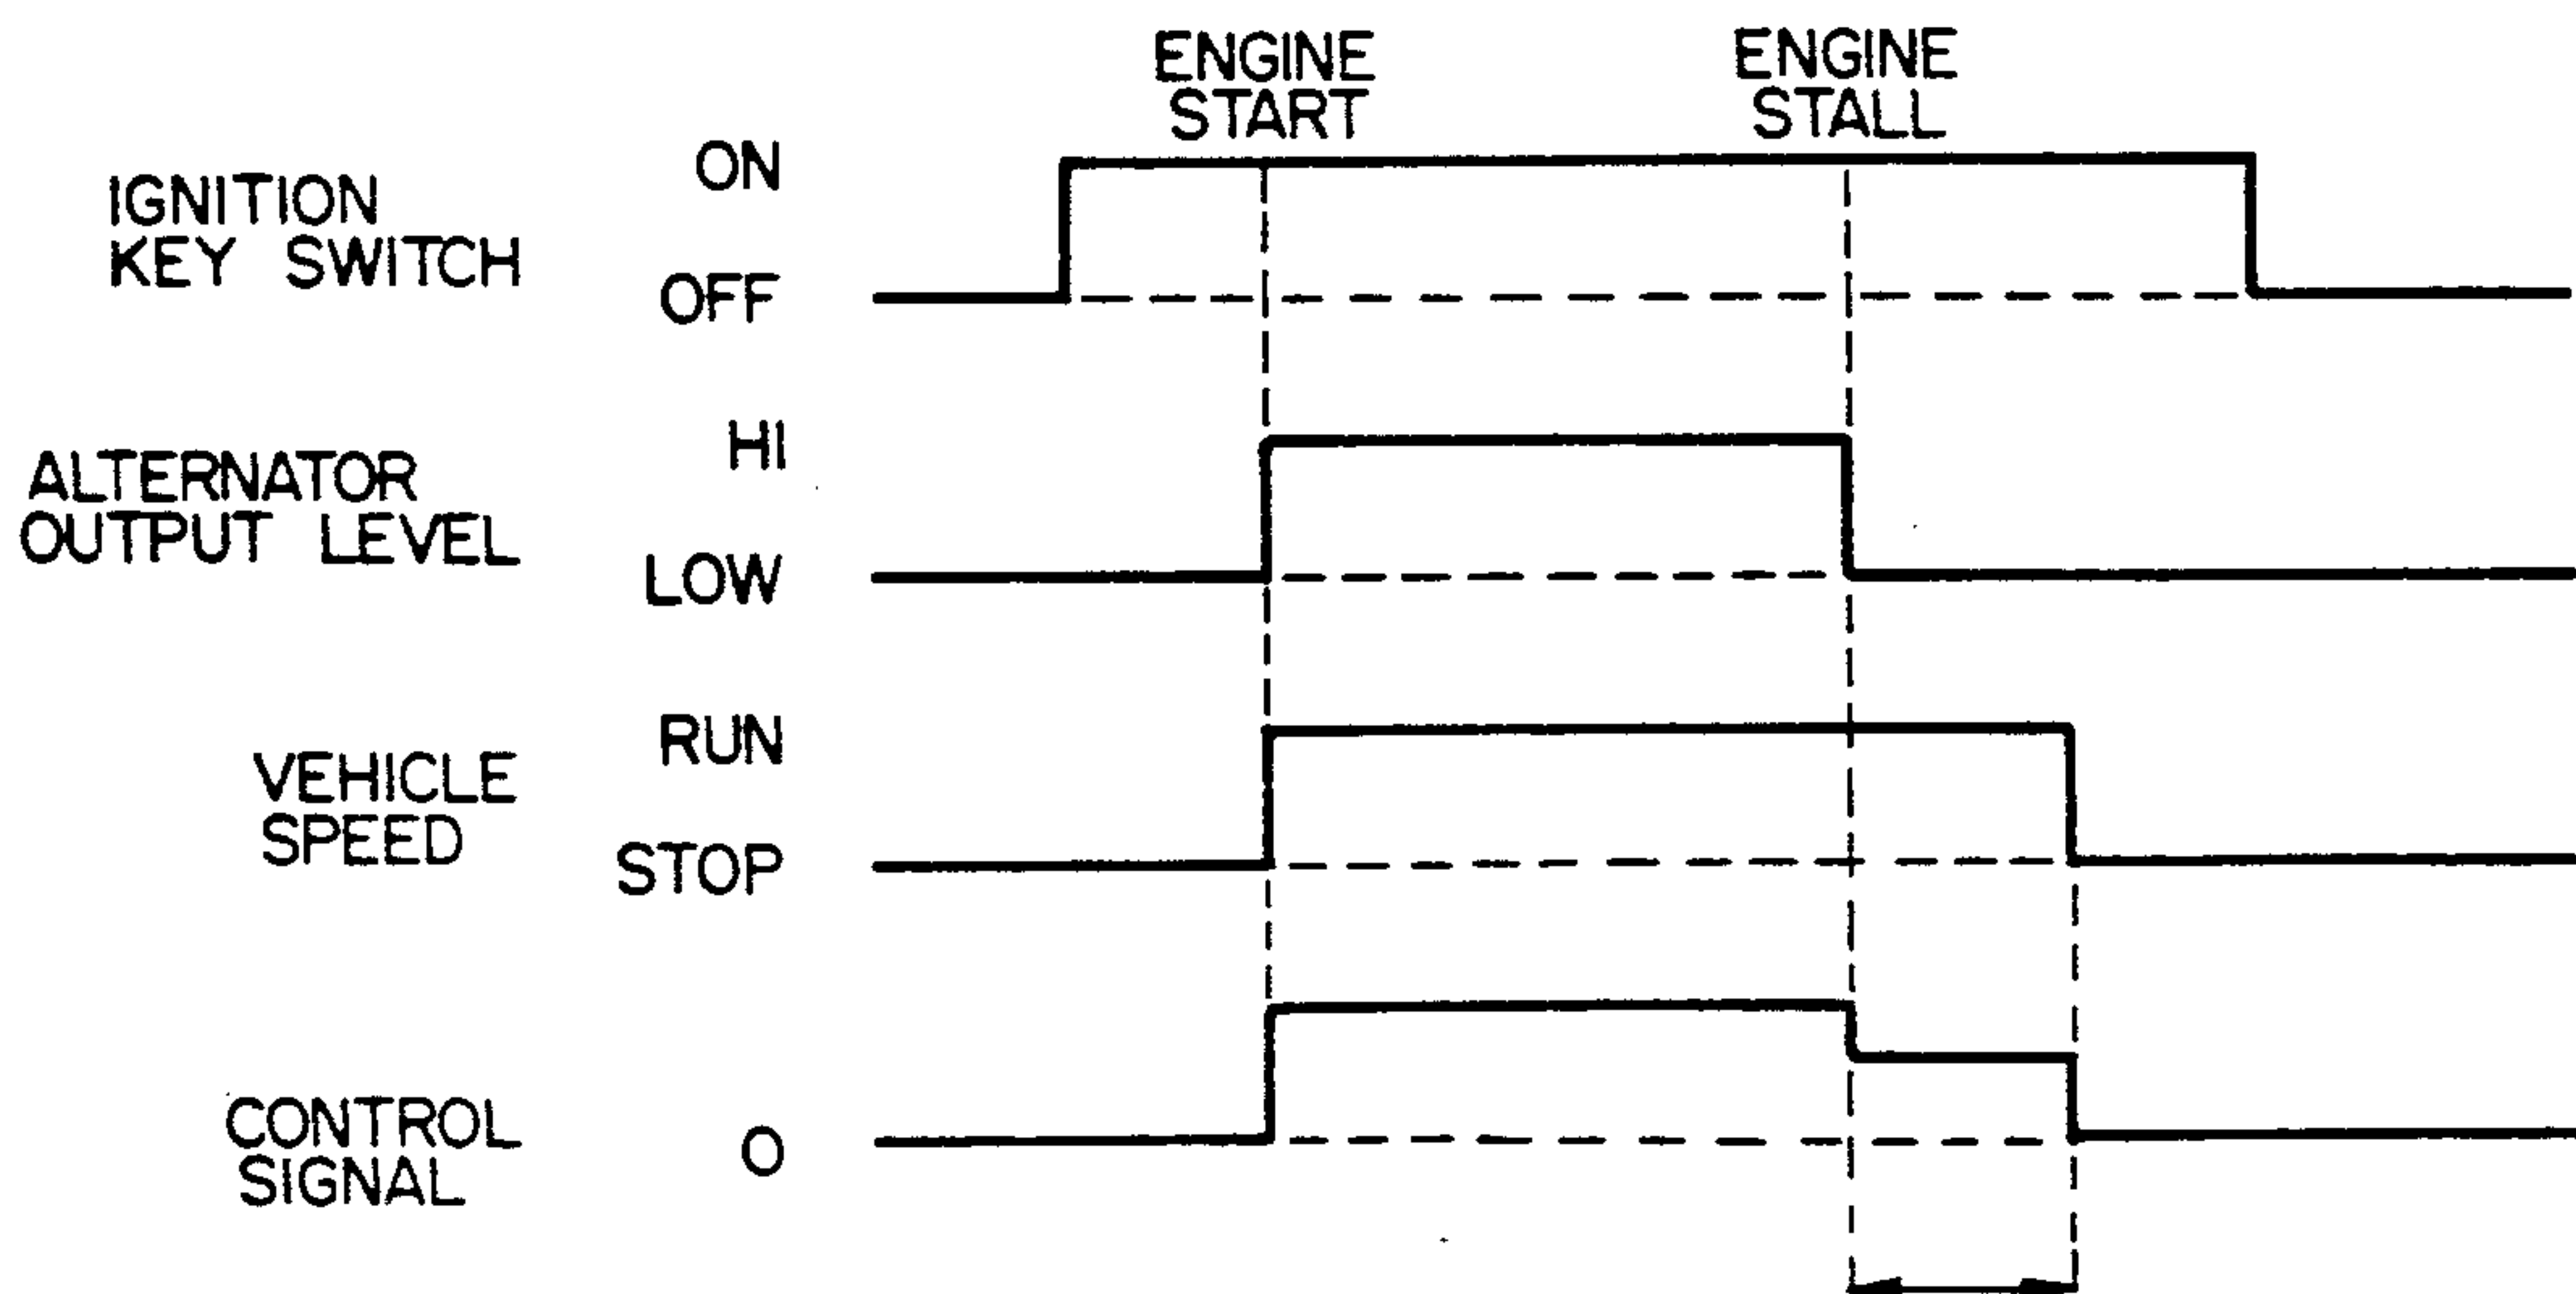 ENGINE
START
ENGINE
STALL
IGNITION
KEY SWITCH
ON
OFF
ALTERNATOR
OUTPUT LEVEL
HI
LOW
VEHICLE
SPEED
RUN
STOP
CONTROL
SIGNAL
O